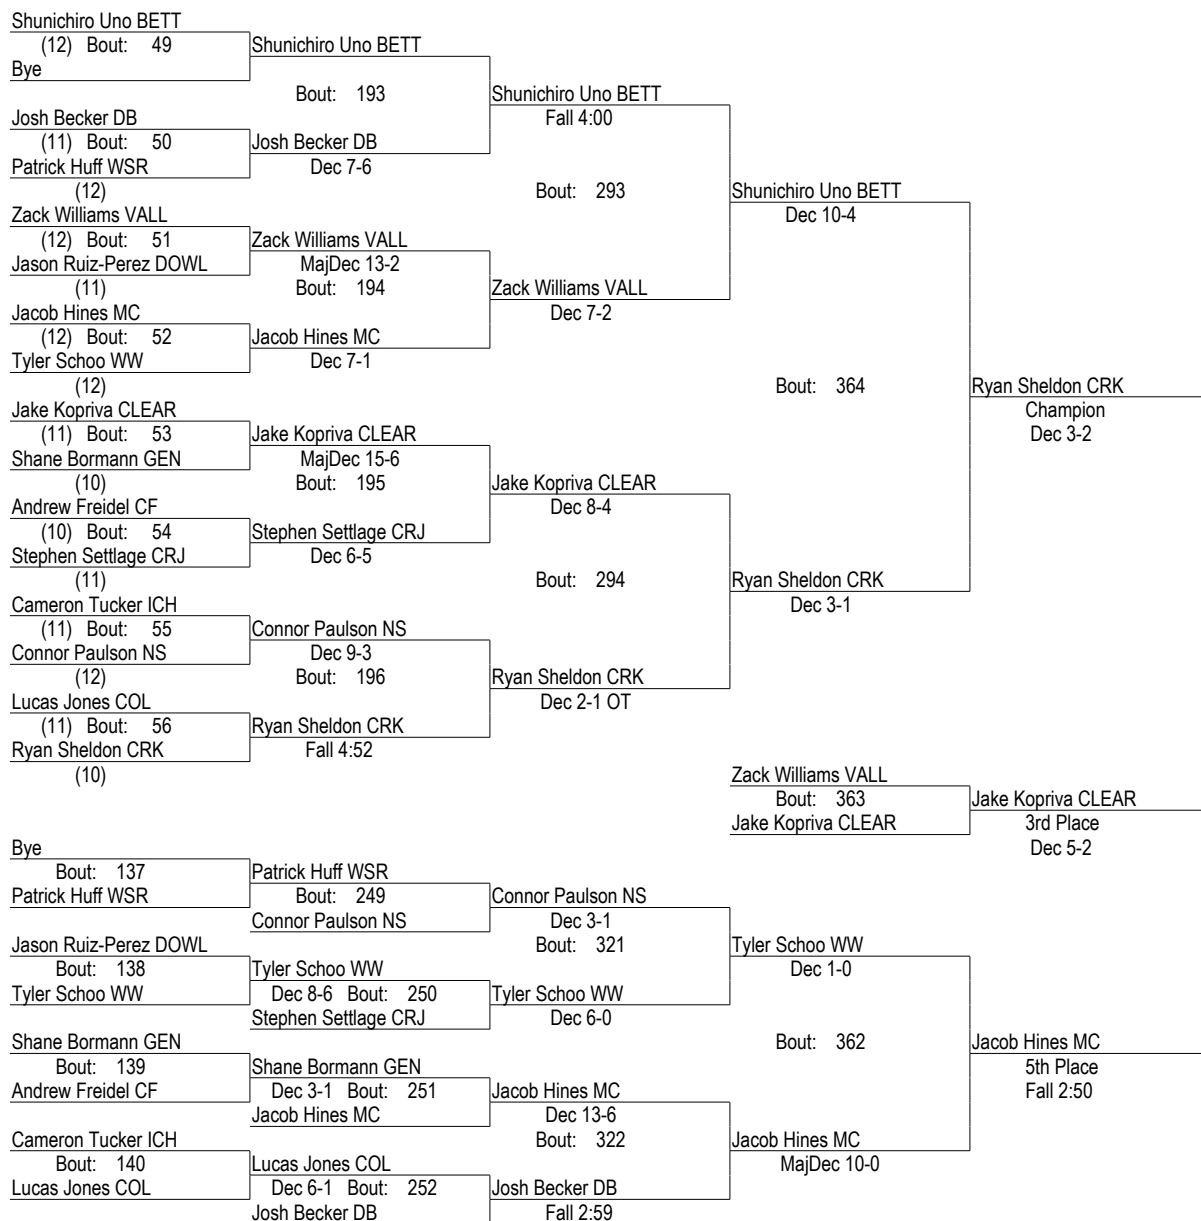 Shunichiro Uno BETT
(12) Bout: 49 Shunichiro Uno BETT
Bye
Bout: 193 Shunichiro Uno BETT
Josh Becker DB Fall 4:00
(11) Bout: 50 Josh Becker DB
Patrick Huff WSR Dec 7-6
(12) Bout: 293 Shunichiro Uno BETT
Zack Williams VALL Dec 10-4
(12) Bout: 51 Zack Williams VALL
Jason Ruiz-Perez DOWL MajDec 13-2
(11) Bout: 194 Zack Williams VALL
Jacob Hines MC Dec 7-2
(12) Bout: 52 Jacob Hines MC
Tyler Schoo WW Dec 7-1
(12) Bout: 364 Ryan Sheldon CRK
Jake Kopriva CLEAR Champion
(11) Bout: 53 Jake Kopriva CLEAR Dec 3-2
Shane Bormann GEN MajDec 15-6
(10) Bout: 195 Jake Kopriva CLEAR
Andrew Freidel CF Dec 8-4
(10) Bout: 54 Stephen Settlage CRJ
Stephen Settlage CRJ Dec 6-5
(11) Bout: 294 Ryan Sheldon CRK
Cameron Tucker ICH Dec 3-1
(11) Bout: 55 Connor Paulson NS
Connor Paulson NS Dec 9-3
(12) Bout: 196 Ryan Sheldon CRK
Lucas Jones COL Dec 2-1 OT
(11) Bout: 56 Ryan Sheldon CRK
Ryan Sheldon CRK Fall 4:52
(10) Zack Williams VALL
Bout: 363 Jake Kopriva CLEAR
Jake Kopriva CLEAR 3rd Place
Bye Dec 5-2
Bout: 137 Patrick Huff WSR
Patrick Huff WSR Bout: 249 Connor Paulson NS
Connor Paulson NS Dec 3-1
Jason Ruiz-Perez DOWL Bout: 321 Tyler Schoo WW
Bout: 138 Tyler Schoo WW Dec 1-0
Tyler Schoo WW Dec 8-6 Bout: 250 Tyler Schoo WW
Stephen Settlage CRJ Dec 6-0
Shane Bormann GEN Bout: 362 Jacob Hines MC
Bout: 139 Shane Bormann GEN 5th Place
Andrew Freidel CF Dec 3-1 Bout: 251 Jacob Hines MC Fall 2:50
Jacob Hines MC Dec 13-6
Cameron Tucker ICH Bout: 322 Jacob Hines MC
Bout: 140 Lucas Jones COL MajDec 10-0
Lucas Jones COL Dec 6-1 Bout: 252 Josh Becker DB
Josh Becker DB Fall 2:59